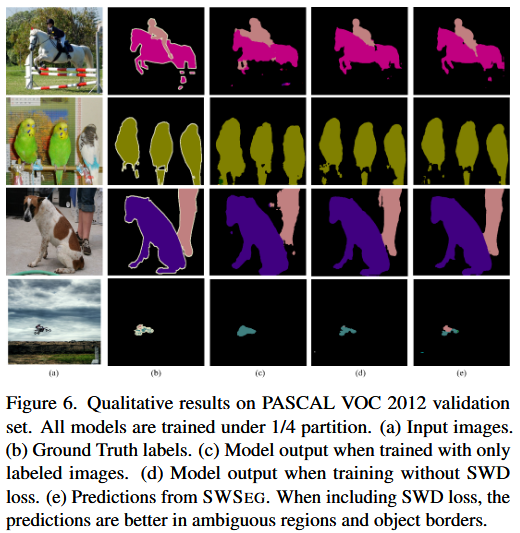 (a) (b) (c) (d) (e)
Figure 6. Qualitative results on PASCAL VOC 2012 validation
set. All models are trained under 1/4 partition. (a) Input images.
(b) Ground Truth labels. (c) Model output when trained with only
labeled images. (d) Model output when training without SWD
loss. (e) Predictions from SWSEG. When including SWD loss, the
predictions are better in ambiguous regions and object borders.